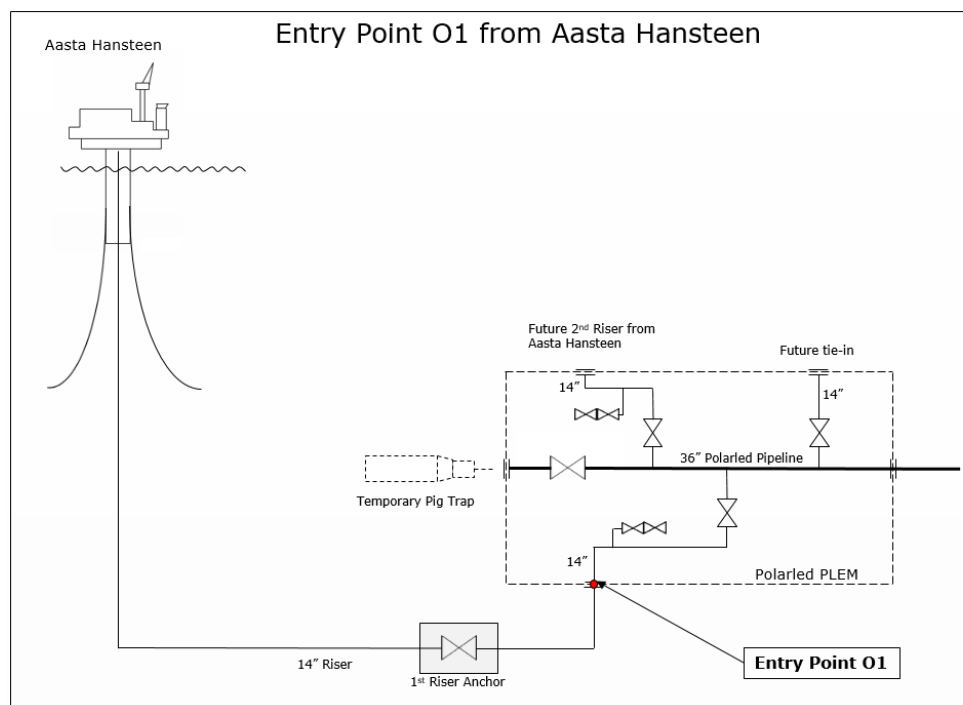 Entry Point O1 from Aasta Hansteen
Aasta Hansteen
Future 2nd Riser from
Aasta Hansteen
Future tie-in
14”
14”
36” Polarled Pipeline
Temporary Pig Trap
14”
Polarled PLEM
14” Riser
1st Riser Anchor
Entry Point O1